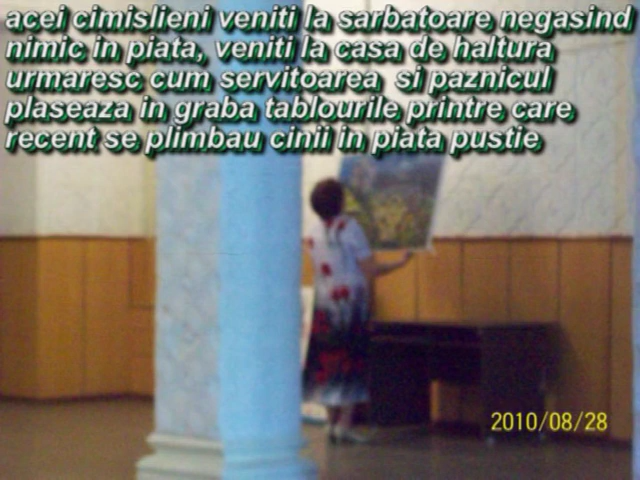 acei cimislieni veniti la sarbatoare negasind
nimic in piata, veniti la casa de haltura
urmaresc cum servitoarea si paznicul
plaseaza in graba tablourile printre care
recent se plimbau cinii in piata pustie
2010/08/28